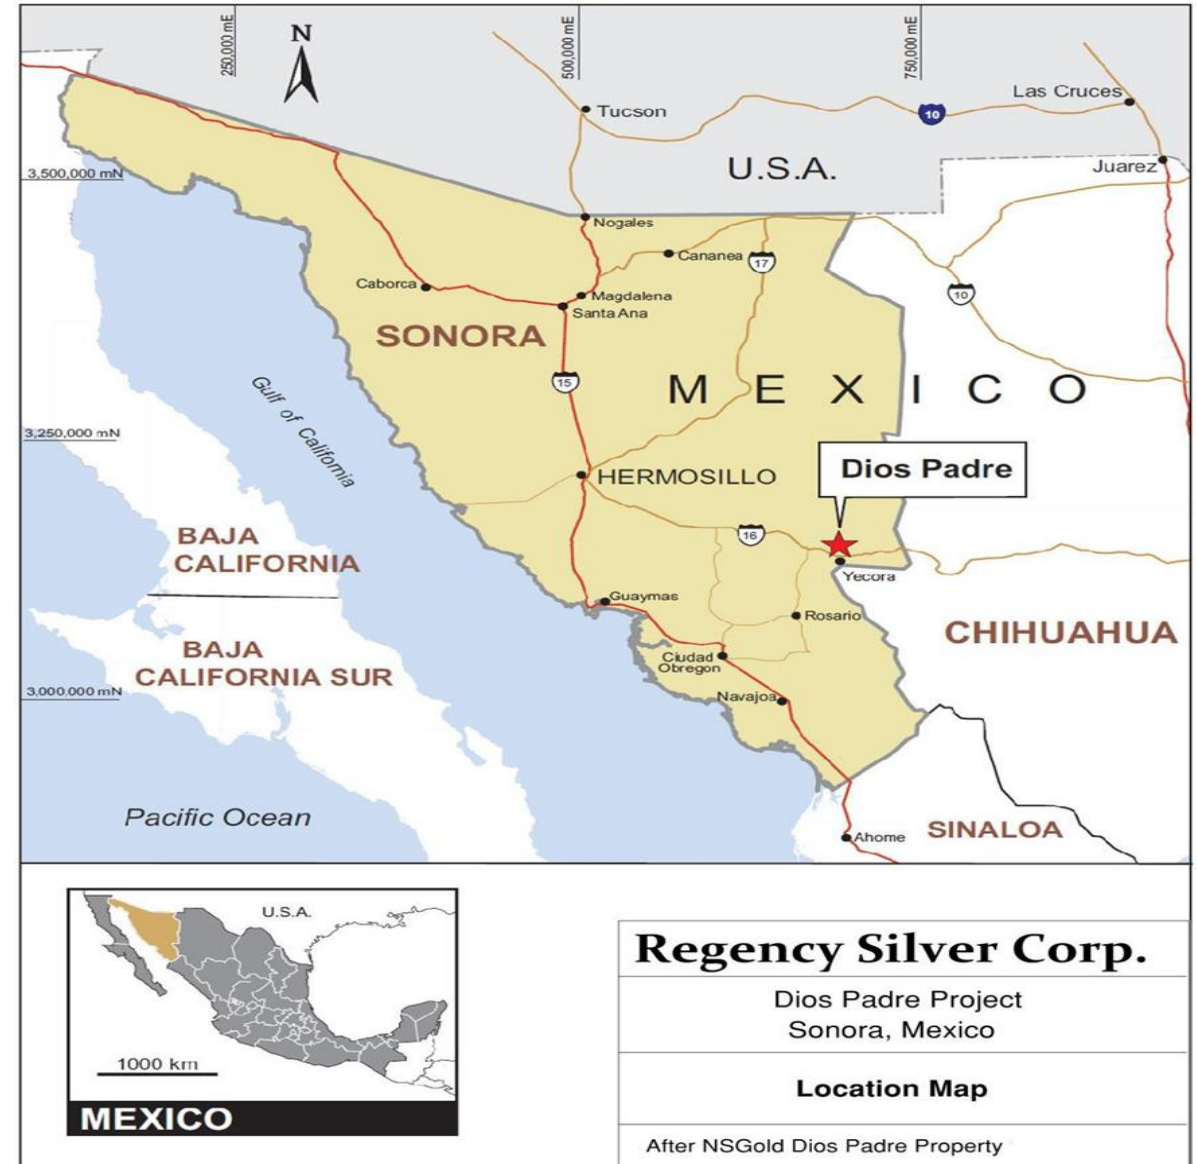 250,000 mE
500,000 mE
750,000 mE
N
Las Cruces
Tucson
10
U.S.A.
Juarez
3,500,000 mN
Nogales
Cananea
17
Caborca
Magdalena
10
Santa Ana
SONORA
15
MEXICO
Gulf of California
3,250,000 mN
Dios Padre
HERMOSILLO
16
BAJA
CALIFORNIA
Yecora
Guaymas
Rosario
CHIHUAHUA
BAJA
CALIFORNIA SUR
Ciudad
Obregon
3,000,000 mN
Navajoa
Pacific Ocean
Ahome
SINALOA
U.S.A.
1000 km
MEXICO
Regency Silver Corp.
Dios Padre Project
Sonora, Mexico
Location Map
After NSGold Dios Padre Property